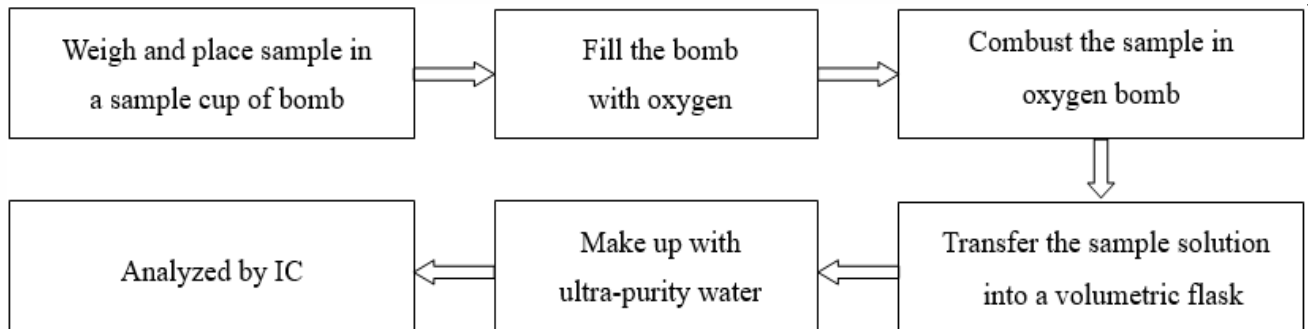 Weigh and place sample in
a sample cup of bomb
Fill the bomb
with oxygen
Combust the sample in
oxygen bomb
Transfer the sample solution
into a volumetric flask
Make up with
ultra-purity water
Analyzed by IC